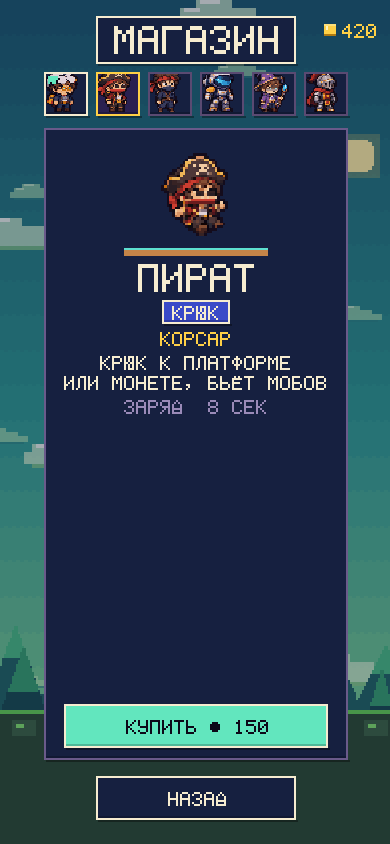 МАГАЗИН
420
ПИРАТ
КРЮК
КОРСАР
КРЮК К ПЛАТФОРМЕ
ИЛИ МОНЕТЕ, БЬЁТ МОБОВ
ЗАРЯД 8 СЕК
КУПИТЬ ● 150
НАЗАД